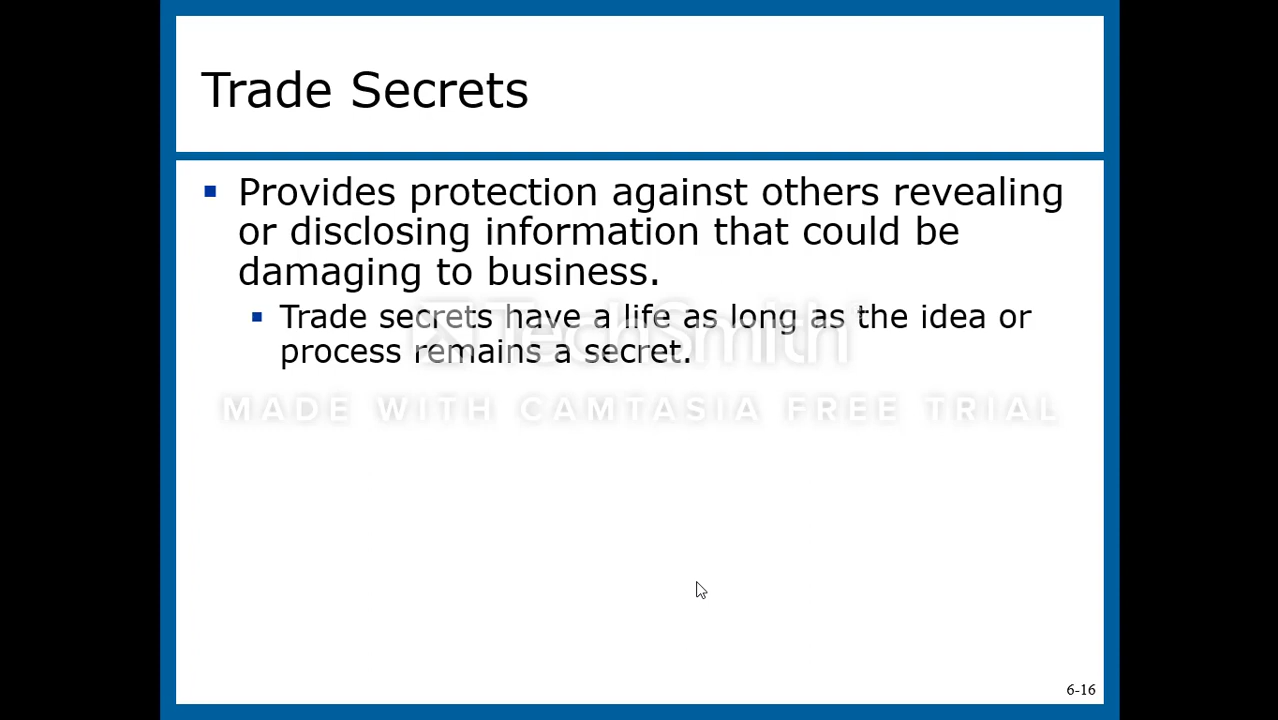 Trade Secrets
Provides protection against others revealing
or disclosing information that could be
damaging to business.
Trade secrets have a life as long as the idea or
process remains a secret.
TechSmith
MADE WITH CAMTASIA FREE TRIAL
6-16